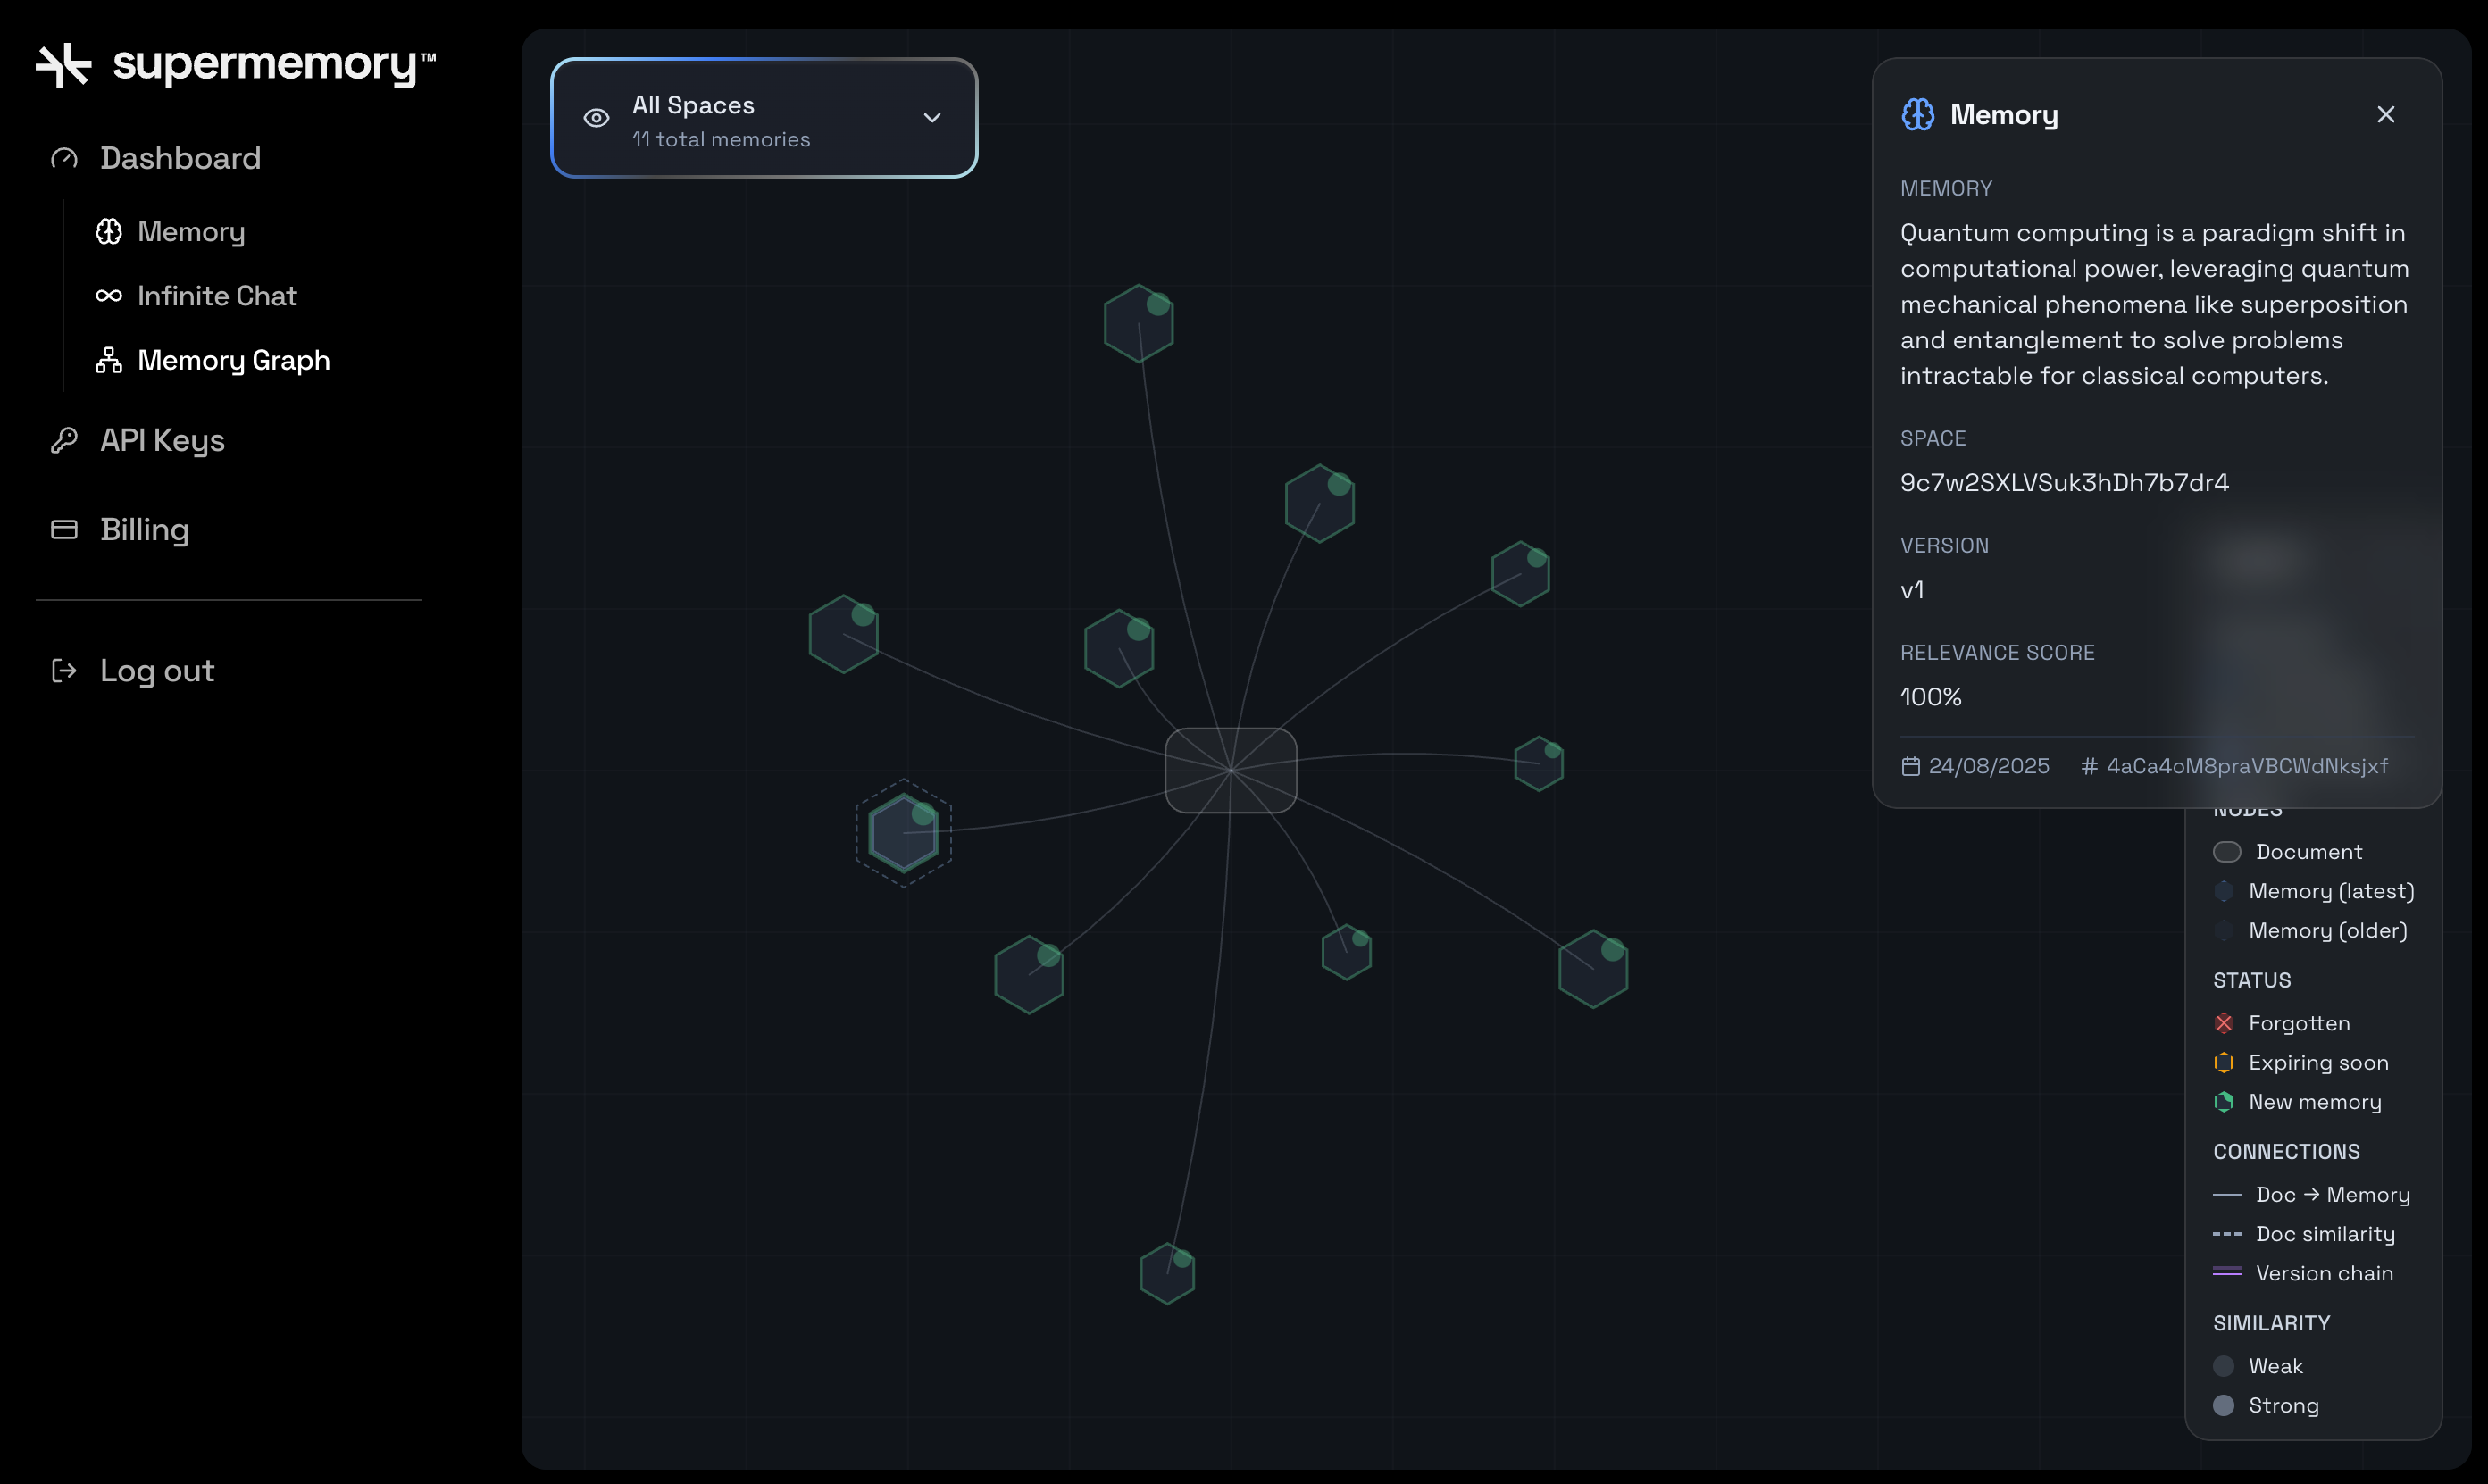 supermemory™
Dashboard
Memory
Infinite Chat
Memory Graph
API Keys
Billing
Log out
All Spaces
11 total memories
Memory
MEMORY
Quantum computing is a paradigm shift in
computational power, leveraging quantum
mechanical phenomena like superposition
and entanglement to solve problems
intractable for classical computers.
SPACE
9c7w2SXLVSuk3hDh7b7dr4
VERSION
v1
RELEVANCE SCORE
100%
24/08/2025 # 4aCa4oM8praVBCWdNksjxf
NODES
Document
Memory (latest)
Memory (older)
STATUS
Forgotten
Expiring soon
New memory
CONNECTIONS
Doc → Memory
Doc similarity
Version chain
SIMILARITY
Weak
Strong